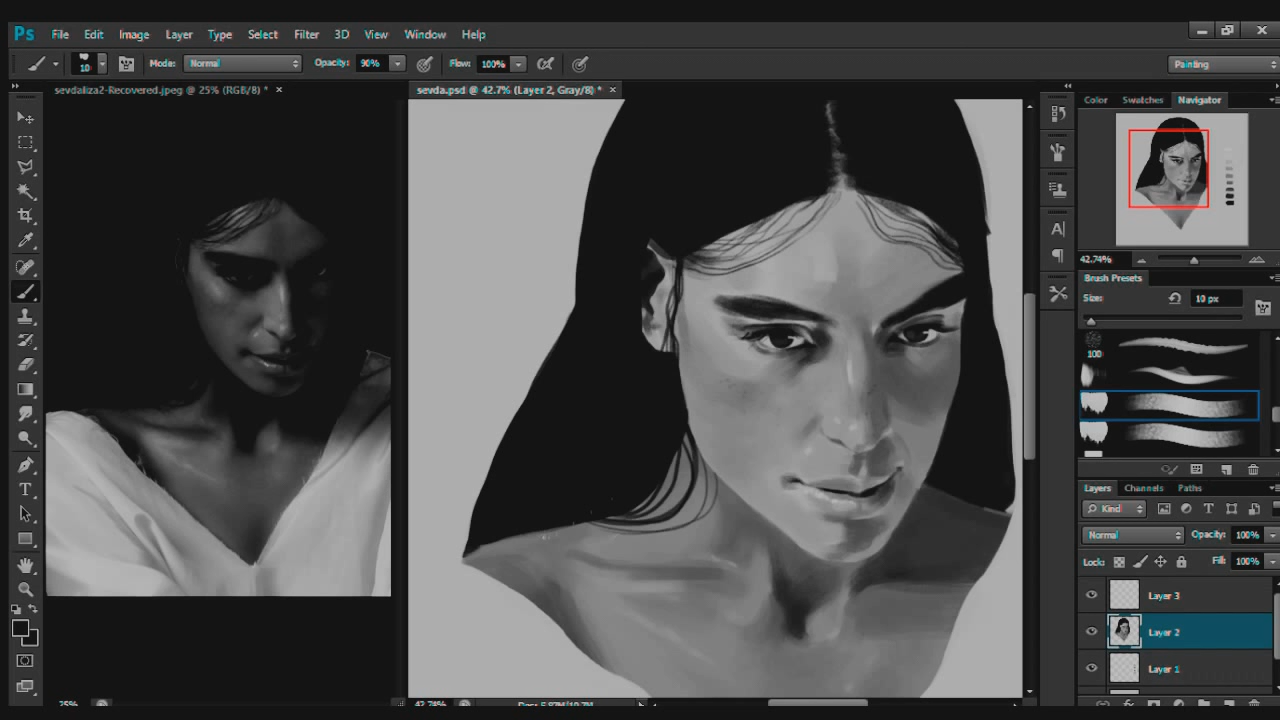 Ps File Edit Image Layer Type Select Filter 3D View Window Help
10 Mode: Normal Opacity: 90% Flow: 100% Painting
sevdaliza2-Recovered.jpeg @ 25% (RGB/8) * ×
sevda.psd @ 42.7% (Layer 2, Gray/8) * ×
Color Swatches Navigator
42.74%
Brush Presets
Size: 10 px
100
Layers Channels Paths
Kind
Normal Opacity: 100%
Lock: Fill: 100%
Layer 3
Layer 2
Layer 1
25%
42.74%